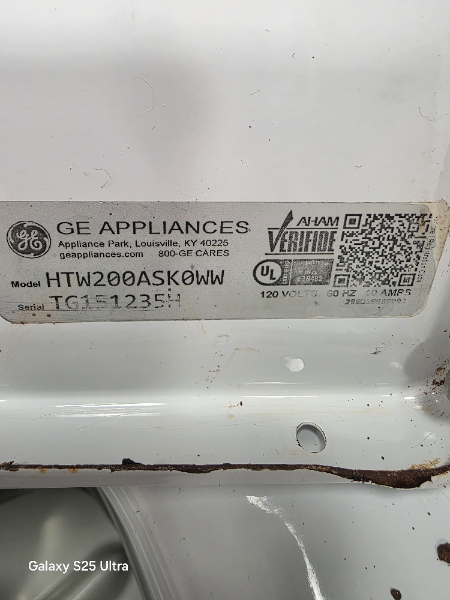 GE APPLIANCES
Appliance Park, Louisville, KY 40225
geappliances.com 800-GE CARES
Model HTW200ASK0WW
Serial TG151235H
AHAM
VERIFIDE
UL
120 VOLTS 60 HZ 10 AMPS
Galaxy S25 Ultra